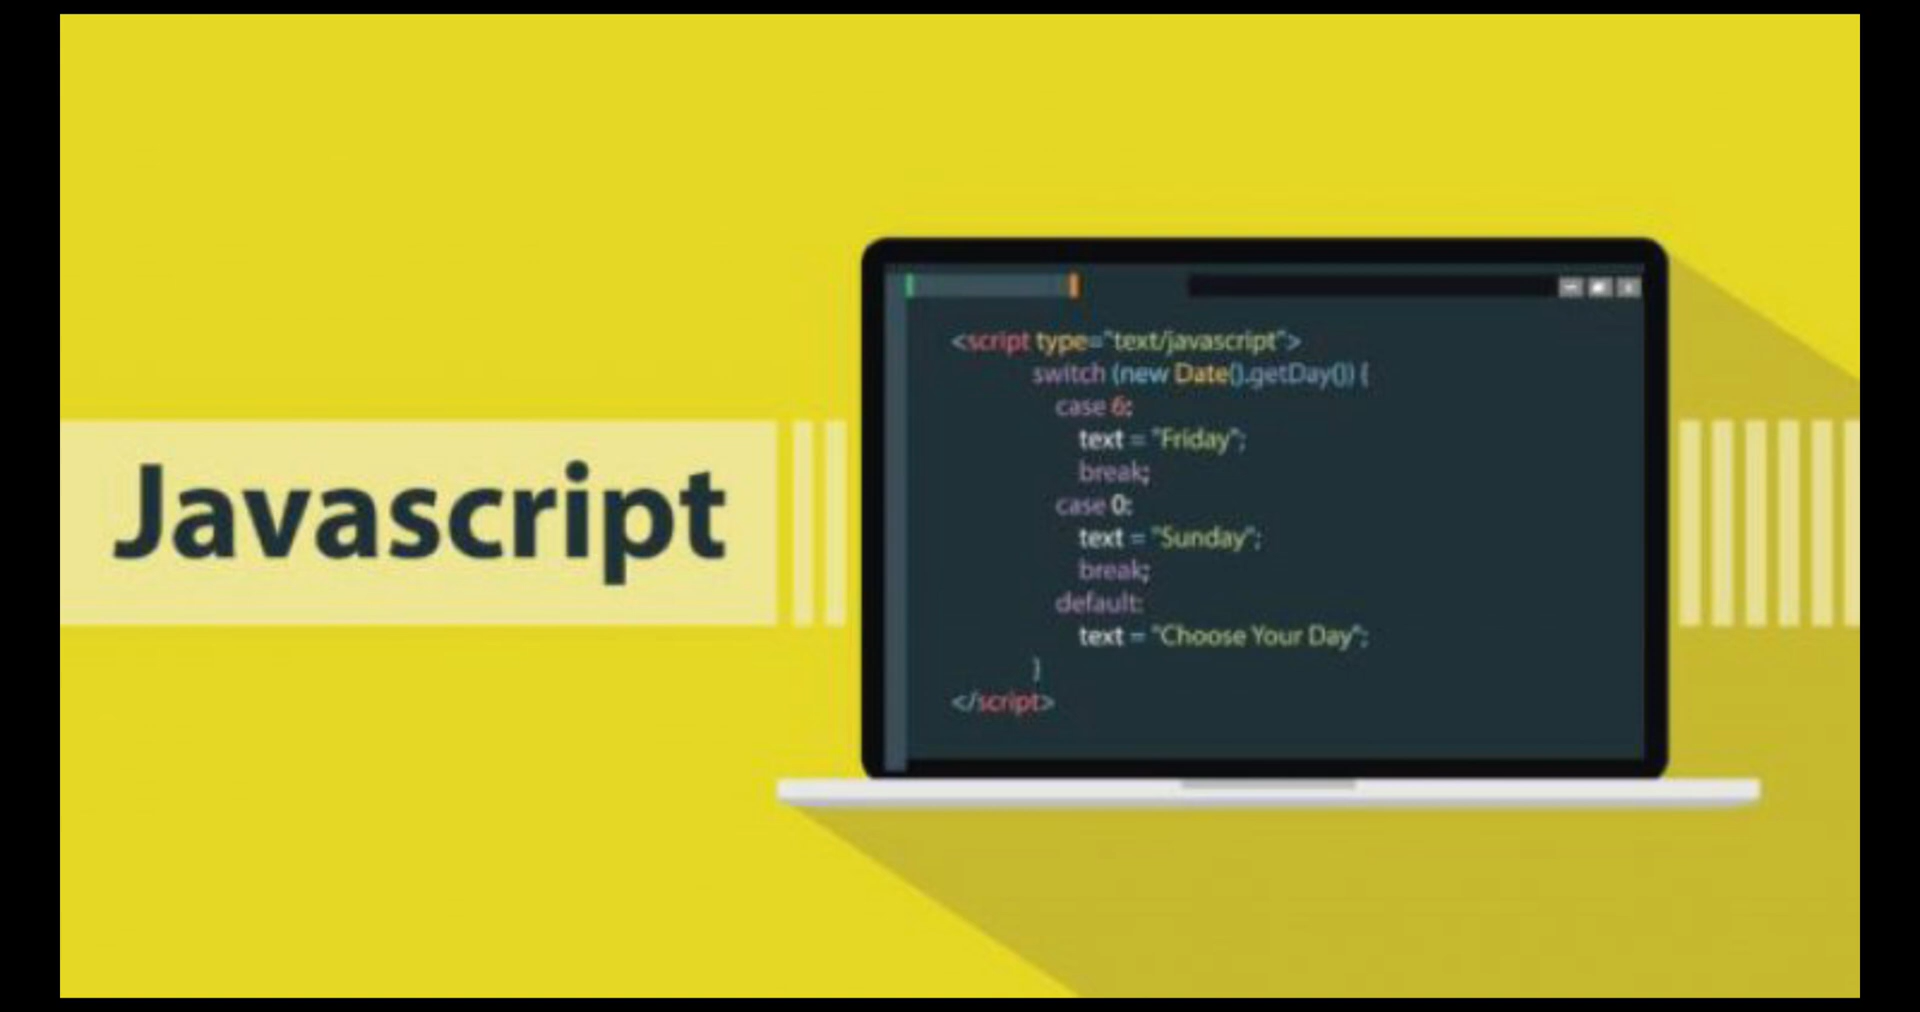 Javascript
<script type="text/javascript">
switch (new Date().getDay()) {
case 6:
text = "Friday";
break;
case 0:
text = "Sunday";
break;
default:
text = "Choose Your Day";
}
</script>